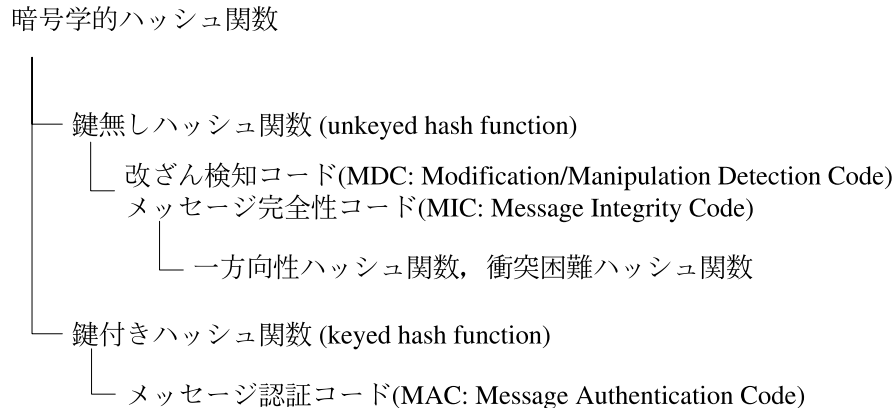 暗号学的ハッシュ関数
鍵無しハッシュ関数 (unkeyed hash function)
改ざん検知コード(MDC: Modification/Manipulation Detection Code)
メッセージ完全性コード(MIC: Message Integrity Code)
一方向性ハッシュ関数，衝突困難ハッシュ関数
鍵付きハッシュ関数 (keyed hash function)
メッセージ認証コード(MAC: Message Authentication Code)